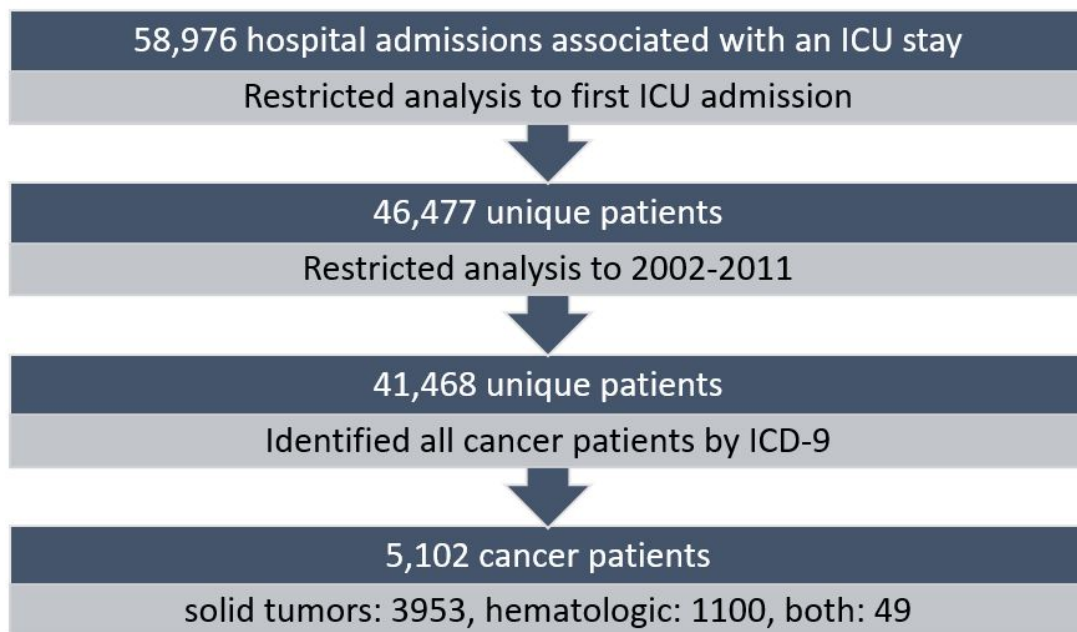 58,976 hospital admissions associated with an ICU stay
Restricted analysis to first ICU admission
46,477 unique patients
Restricted analysis to 2002-2011
41,468 unique patients
Identified all cancer patients by ICD-9
5,102 cancer patients
solid tumors: 3953, hematologic: 1100, both: 49